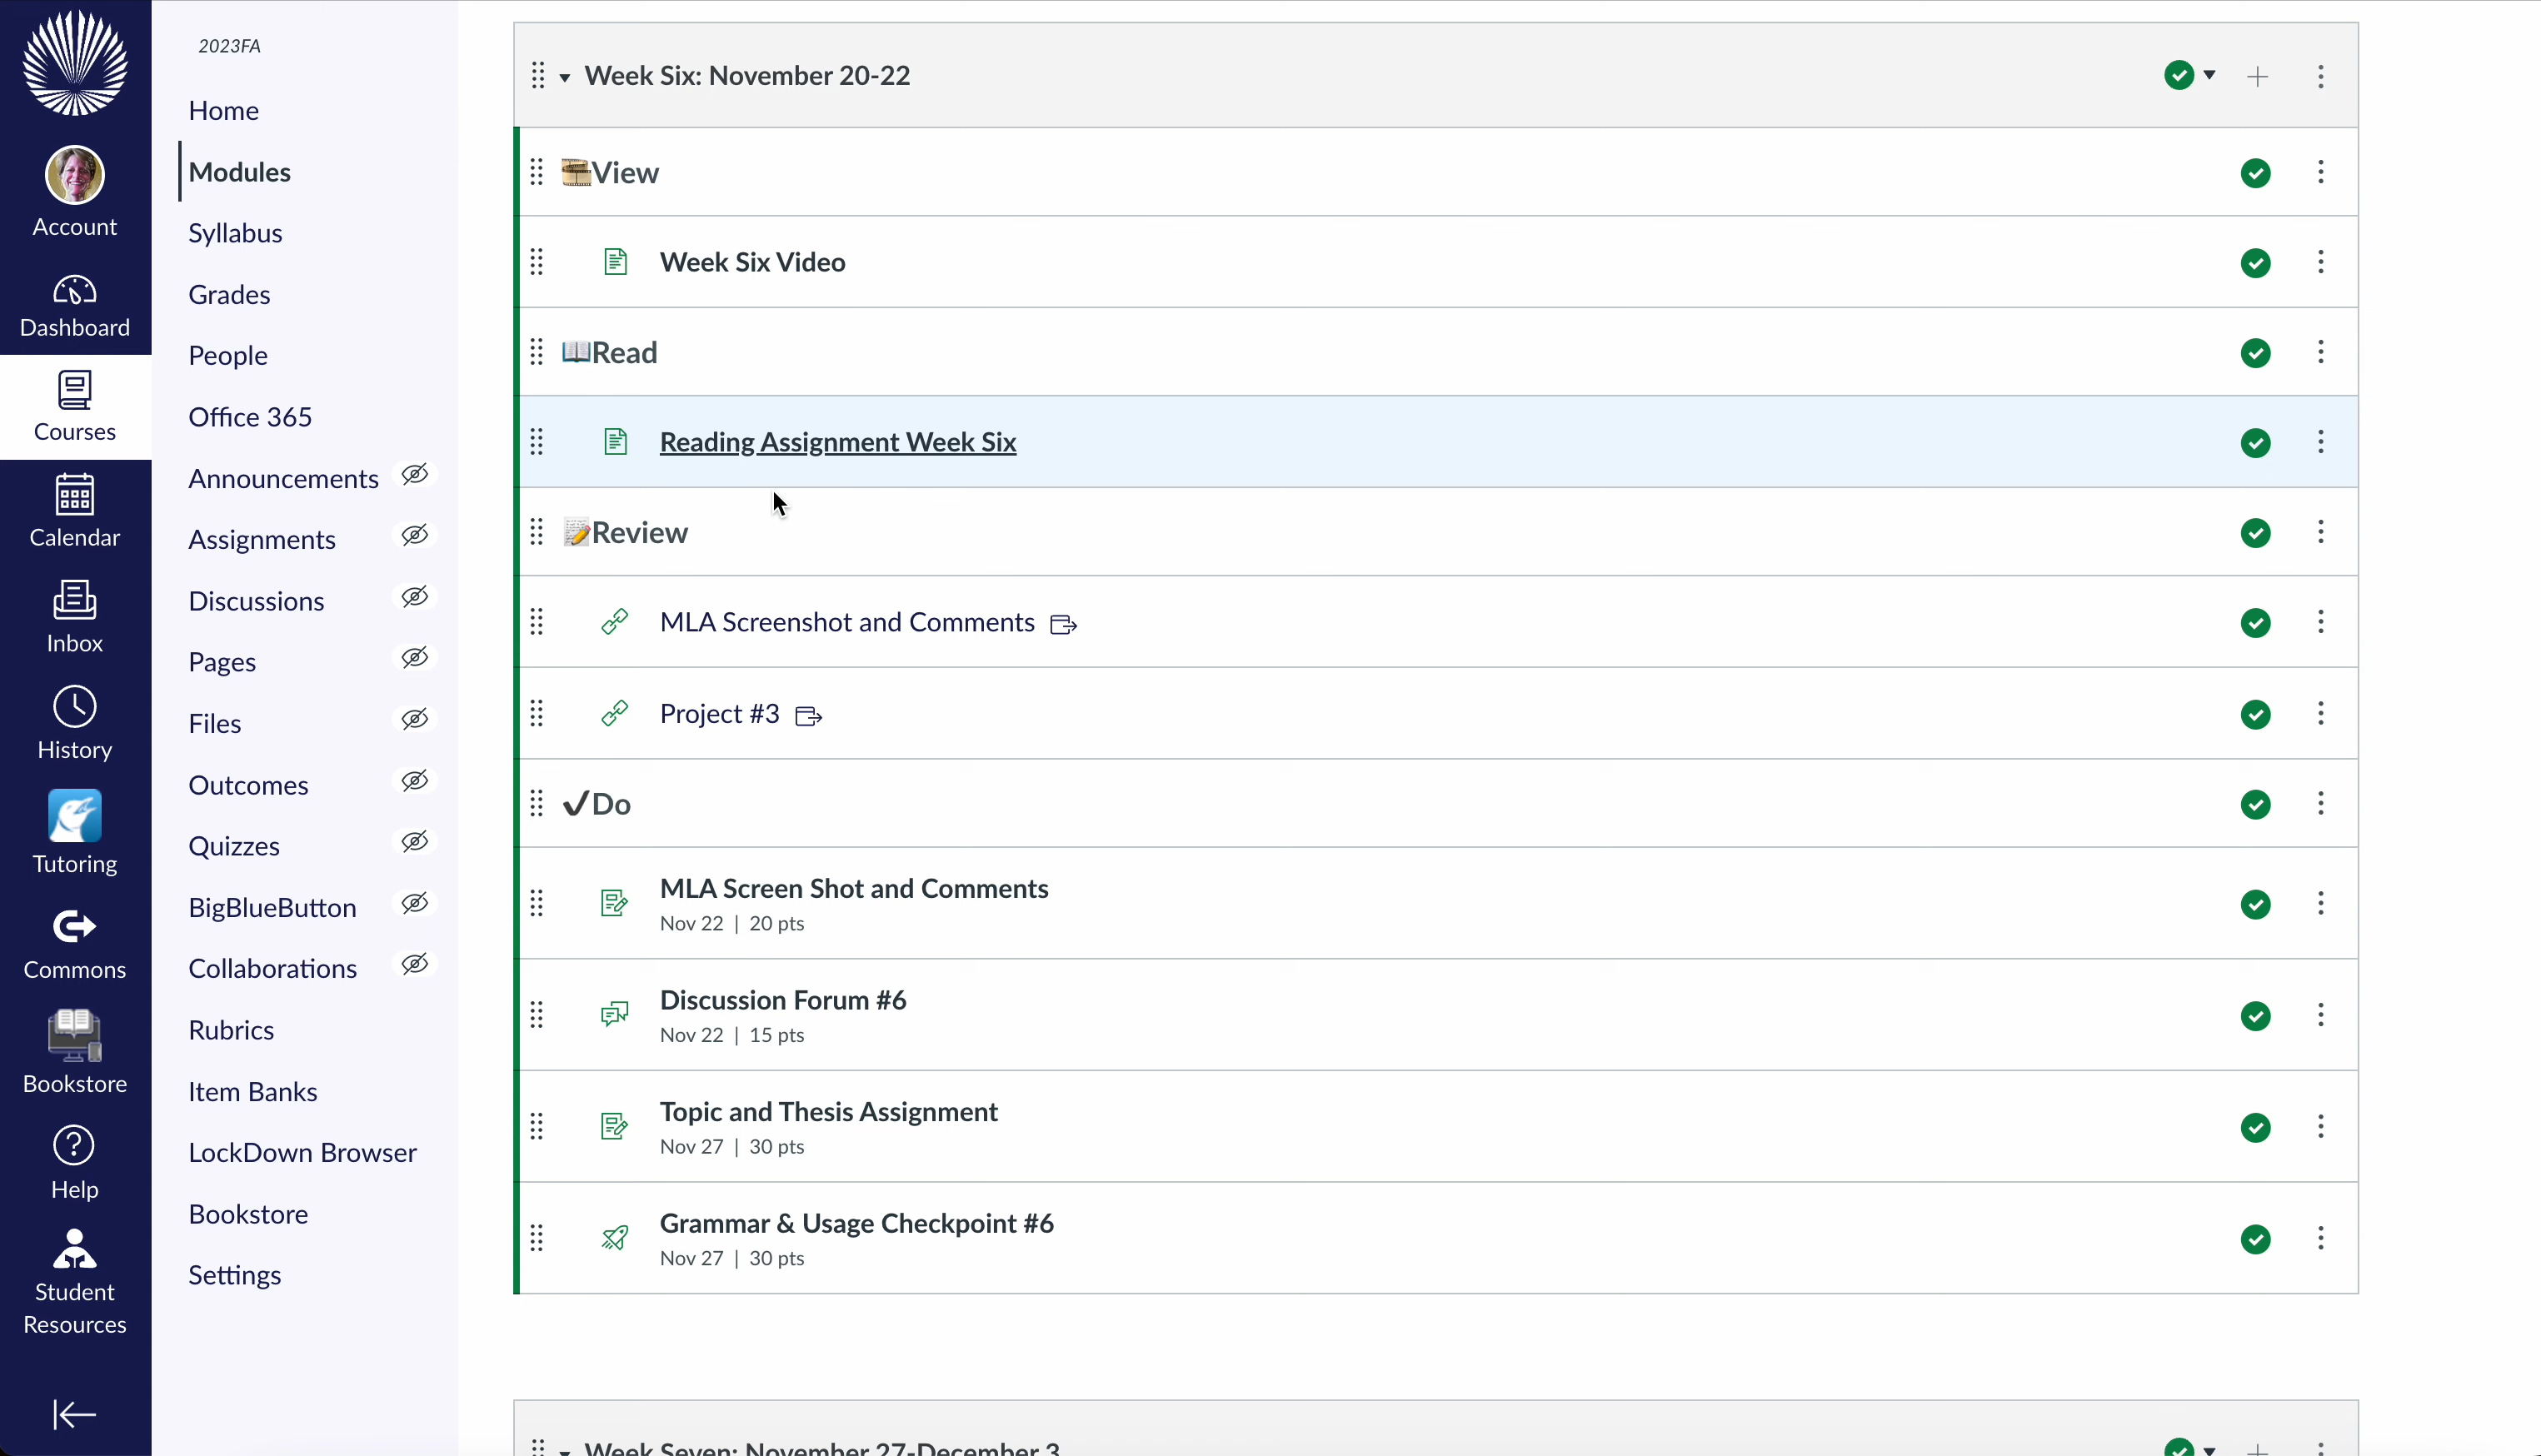 Account
Dashboard
Courses
Calendar
Inbox
History
Tutoring
Commons
Bookstore
Help
Student
Resources
2023FA
Home
Modules
Syllabus
Grades
People
Office 365
Announcements
Assignments
Discussions
Pages
Files
Outcomes
Quizzes
BigBlueButton
Collaborations
Rubrics
Item Banks
LockDown Browser
Bookstore
Settings
Week Six: November 20-22
View
Week Six Video
Read
Reading Assignment Week Six
Review
MLA Screenshot and Comments
Project #3
Do
MLA Screen Shot and Comments
Nov 22 | 20 pts
Discussion Forum #6
Nov 22 | 15 pts
Topic and Thesis Assignment
Nov 27 | 30 pts
Grammar & Usage Checkpoint #6
Nov 27 | 30 pts
Week Seven: November 27-December 3